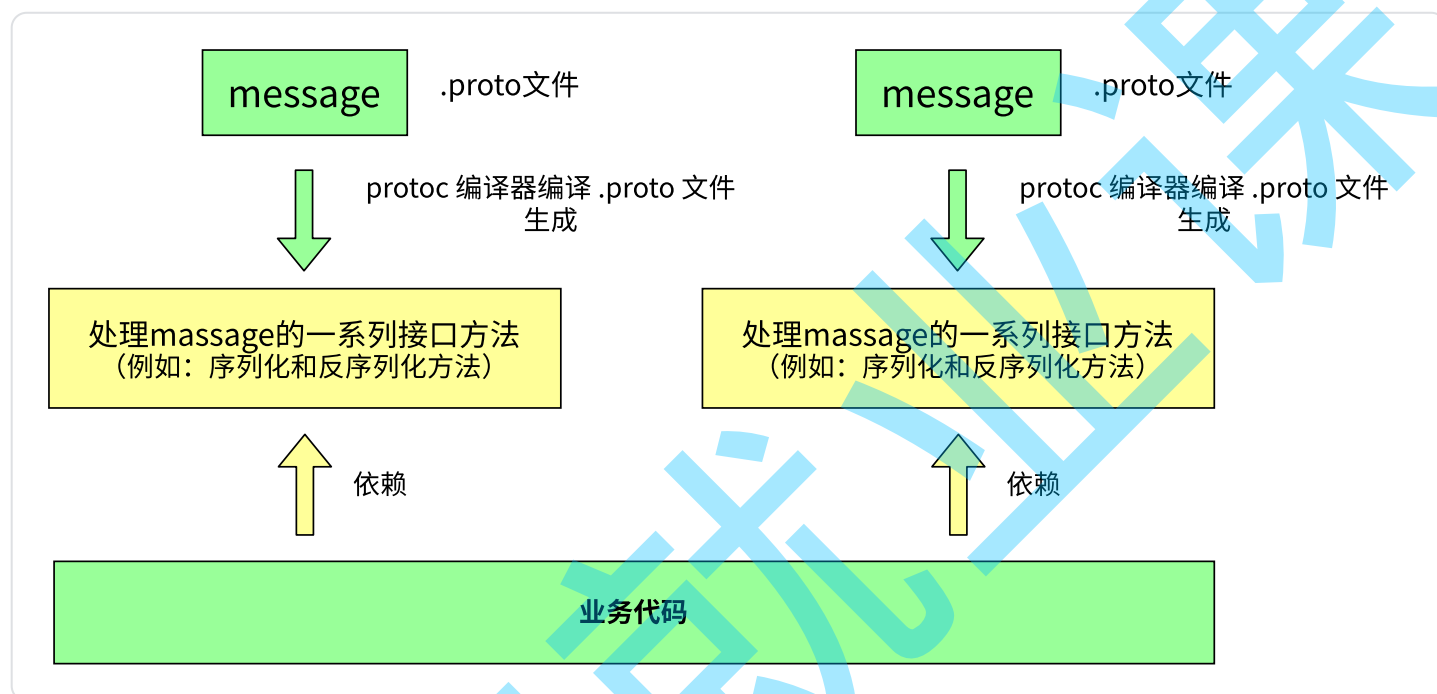 message
.proto文件
message
.proto文件
protoc 编译器编译 .proto 文件
生成
protoc 编译器编译 .proto 文件
生成
处理massage的一系列接口方法
（例如：序列化和反序列化方法）
处理massage的一系列接口方法
（例如：序列化和反序列化方法）
依赖
依赖
业务代码
就业课